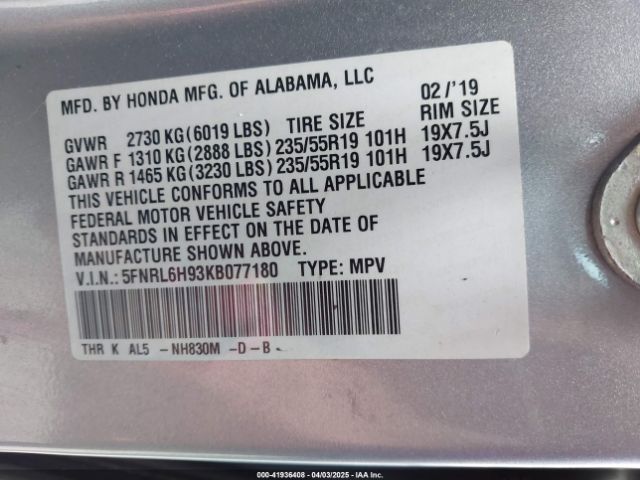 MFD. BY HONDA MFG. OF ALABAMA, LLC 02/'19
GVWR 2730 KG(6019 LBS) TIRE SIZE RIM SIZE
GAWR F 1310 KG(2888 LBS)235/55R19 101H 19X7.5J
GAWR R 1465 KG(3230 LBS)235/55R19 101H 19X7.5J
THIS VEHICLE CONFORMS TO ALL APPLICABLE
FEDERAL MOTOR VEHICLE SAFETY
STANDARDS IN EFFECT ON THE DATE OF
MANUFACTURE SHOWN ABOVE.
V.I.N.: 5FNRL6H93KB077180 TYPE: MPV
THR K AL5 - NH830M -D-B-
000-41936408 - 04/03/2025 - IAA Inc.